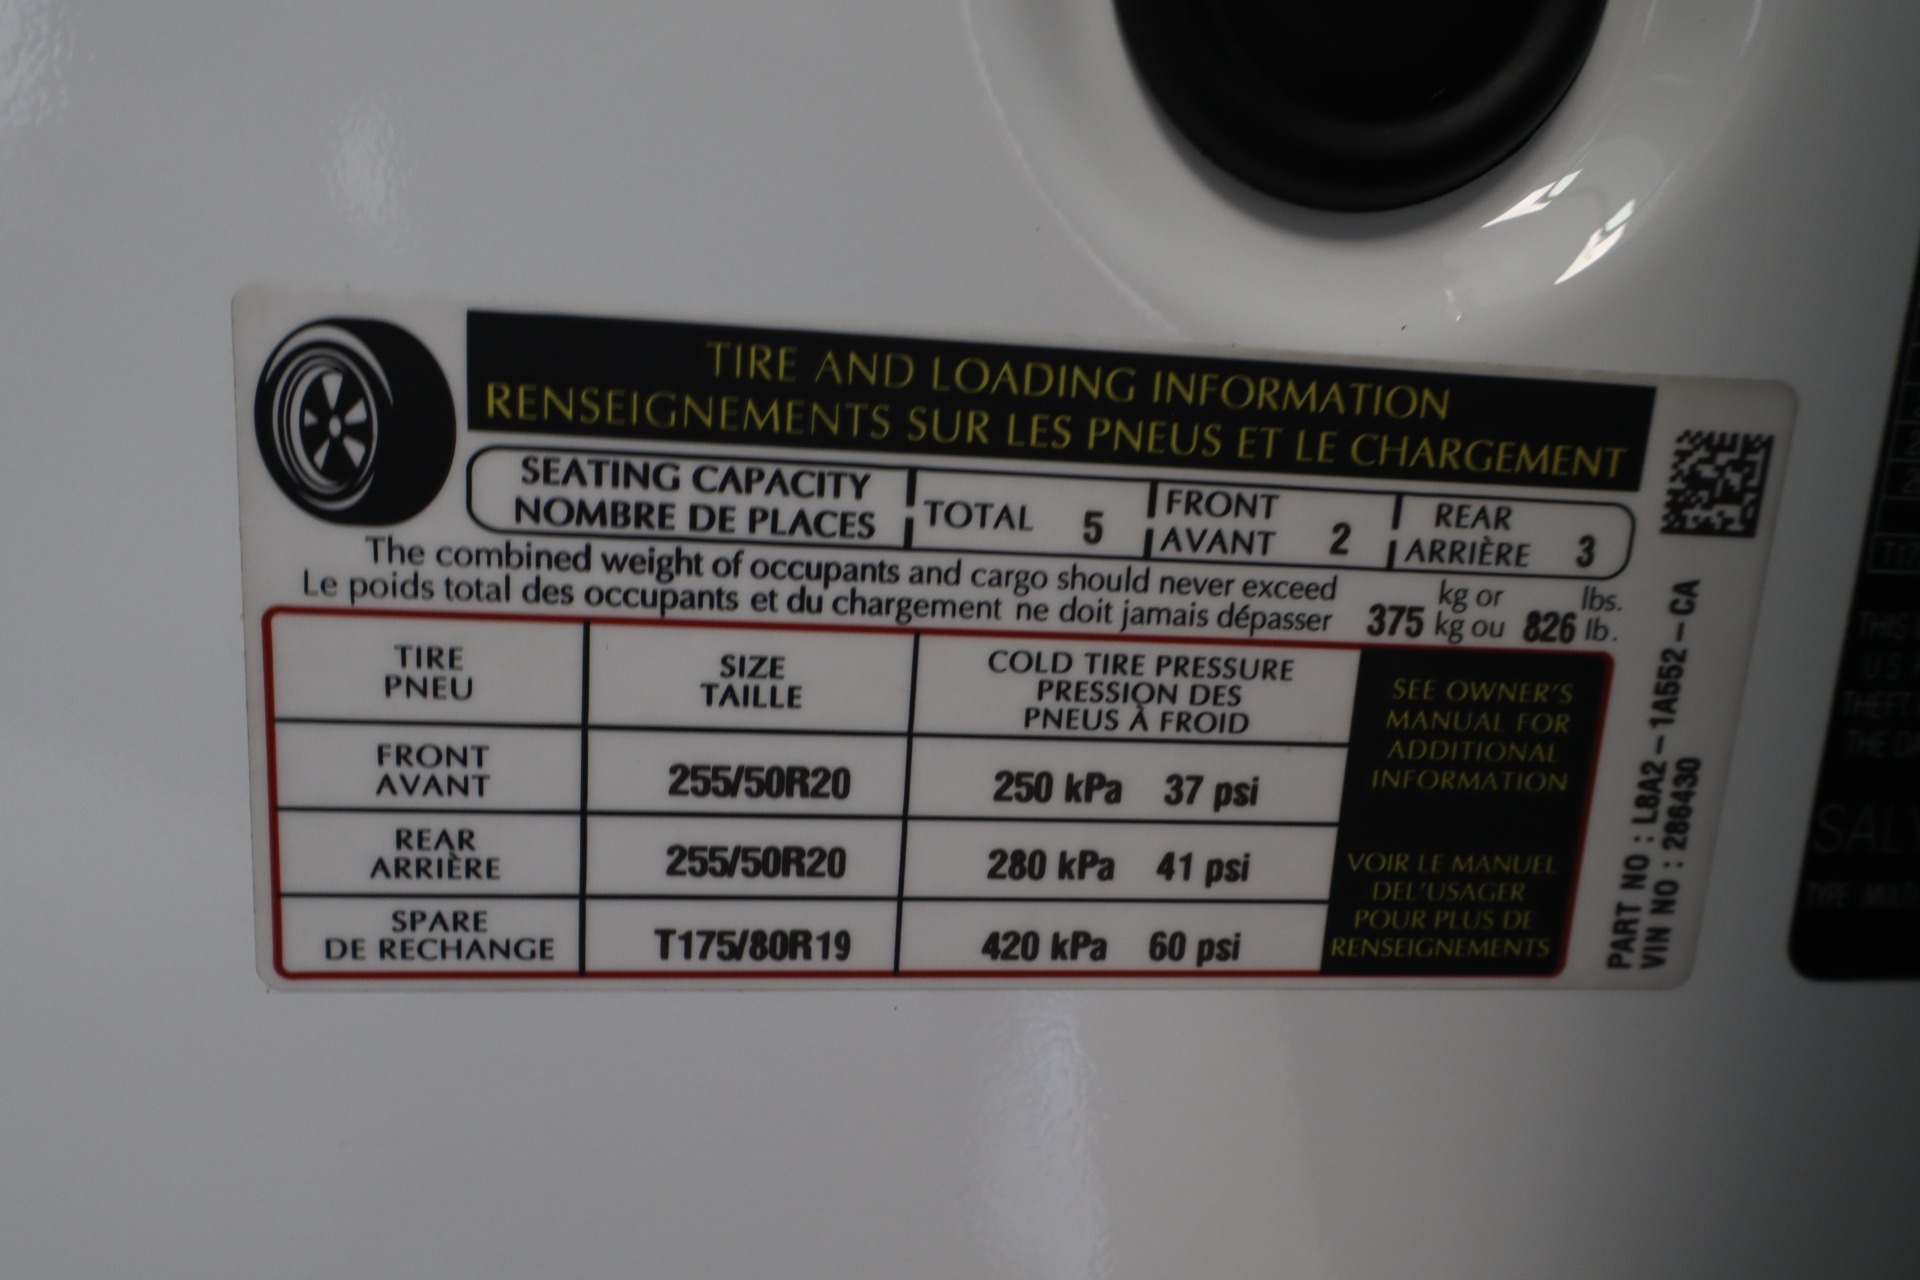 TIRE AND LOADING INFORMATION
RENSEIGNEMENTS SUR LES PNEUS ET LE CHARGEMENT
SEATING CAPACITY
NOMBRE DE PLACES
TOTAL 5
FRONT
AVANT 2
REAR
ARRIÈRE 3
The combined weight of occupants and cargo should never exceed
Le poids total des occupants et du chargement ne doit jamais dépasser
375 kg or
kg ou
826 lbs.
lb.
TIRE
PNEU
SIZE
TAILLE
COLD TIRE PRESSURE
PRESSION DES
PNEUS À FROID
FRONT
AVANT
255/50R20
250 kPa 37 psi
REAR
ARRIÈRE
255/50R20
280 kPa 41 psi
SPARE
DE RECHANGE
T175/80R19
420 kPa 60 psi
SEE OWNER'S
MANUAL FOR
ADDITIONAL
INFORMATION
VOIR LE MANUEL
DEL'USAGER
POUR PLUS DE
RENSEIGNEMENTS
PART NO : L8A2-1A552-CA
VIN NO : 286430
THIS
U.S.
THEFT
THE
TYPE